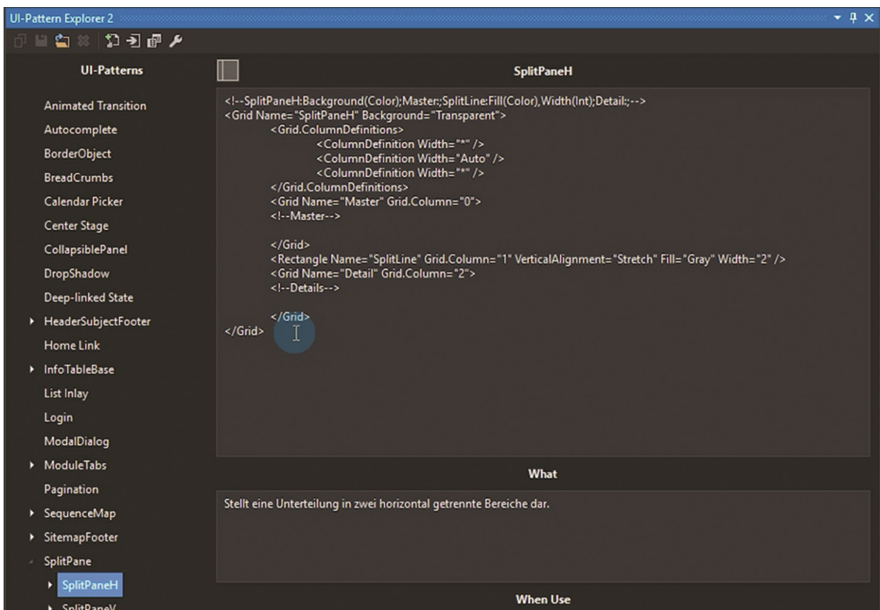 UI-Pattern Explorer 2
UI-Patterns
Animated Transition
Autocomplete
BorderObject
BreadCrumbs
Calendar Picker
Center Stage
CollapsiblePanel
DropShadow
Deep-linked State
HeaderSubjectFooter
Home Link
InfoTableBase
List Inlay
Login
ModalDialog
ModuleTabs
Pagination
SequenceMap
SitemapFooter
SplitPane
SplitPaneH
SplitPaneV
SplitPaneH
<!--SplitPaneH:Background(Color);Master:;SplitLine:Fill(Color),Width(Int);Detail:;-->
<Grid Name="SplitPaneH" Background="Transparent">
<Grid.ColumnDefinitions>
<ColumnDefinition Width="*" />
<ColumnDefinition Width="Auto" />
<ColumnDefinition Width="*" />
</Grid.ColumnDefinitions>
<Grid Name="Master" Grid.Column="0">
<!--Master-->
</Grid>
<Rectangle Name="SplitLine" Grid.Column="1" VerticalAlignment="Stretch" Fill="Gray" Width="2" />
<Grid Name="Detail" Grid.Column="2">
<!--Details-->
</Grid>
</Grid>
What
Stellt eine Unterteilung in zwei horizontal getrennte Bereiche dar.
When Use